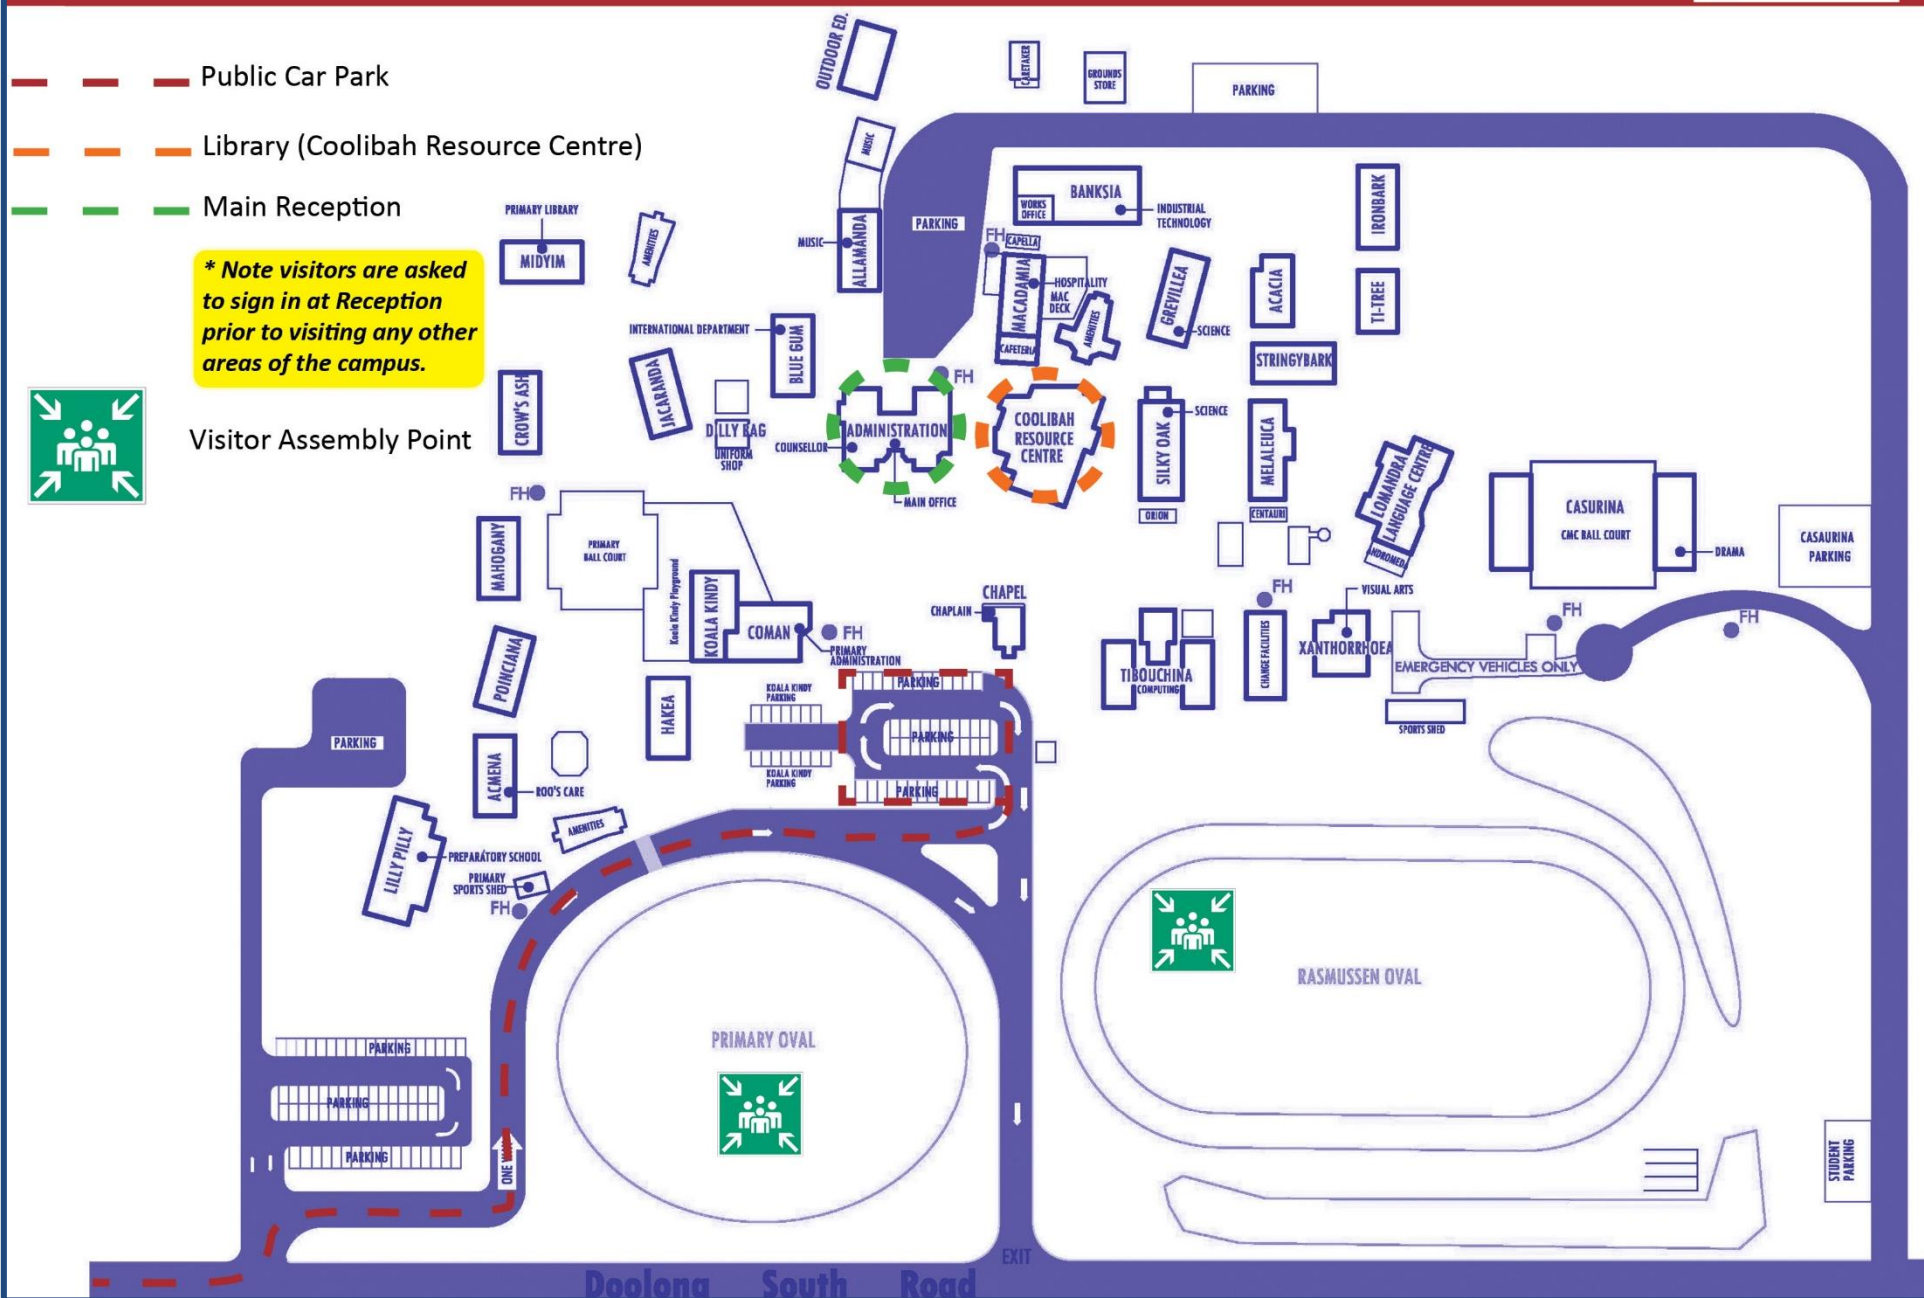 Public Car Park
Library (Coolibah Resource Centre)
Main Reception
* Note visitors are asked
to sign in at Reception
prior to visiting any other
areas of the campus.
Visitor Assembly Point
OUTDOOR ED.
CARETAKER
GROUNDS
STORE
PARKING
MUSIC
BANKSIA
WORKS
OFFICE
INDUSTRIAL
TECHNOLOGY
IRONBARK
PRIMARY LIBRARY
MIDYIM
AMENITIES
MUSIC
ALLAMANDA
PARKING
FH
CAPELLA
MACADAMIA
HOSPITALITY
MAC
DECK
CAFETERIA
AMENITIES
GREVILLEA
SCIENCE
ACACIA
TI-TREE
STRINGYBARK
INTERNATIONAL DEPARTMENT
BLUE GUM
JACARANDA
CROW'S ASH
DILLY BAG
UNIFORM
SHOP
FH
ADMINISTRATION
COUNSELLOR
MAIN OFFICE
COOLIBAH
RESOURCE
CENTRE
SILKY OAK
SCIENCE
ORION
MELALEUCA
CENTAURI
LOMANDRA
LANGUAGE CENTRE
ANDROMEDA
CASURINA
CMC BALL COURT
DRAMA
CASAURINA
PARKING
FH
MAHOGANY
PRIMARY
BALL COURT
Koala Kindy Playground
KOALA KINDY
COMAN
FH
PRIMARY
ADMINISTRATION
CHAPEL
CHAPLAIN
TIBOUCHINA
COMPUTING
FH
CHANGE FACILITIES
VISUAL ARTS
XANTHORRHOEA
EMERGENCY VEHICLES ONLY
FH
FH
SPORTS SHED
POINCIANA
HAKEA
KOALA KINDY
PARKING
KOALA KINDY
PARKING
PARKING
PARKING
PARKING
PARKING
ACMENA
ROO'S CARE
AMENITIES
LILLY PILLY
PREPARATORY SCHOOL
PRIMARY
SPORTS SHED
FH
PRIMARY OVAL
RASMUSSEN OVAL
PARKING
PARKING
PARKING
STUDENT
PARKING
EXIT
Doolong South Road